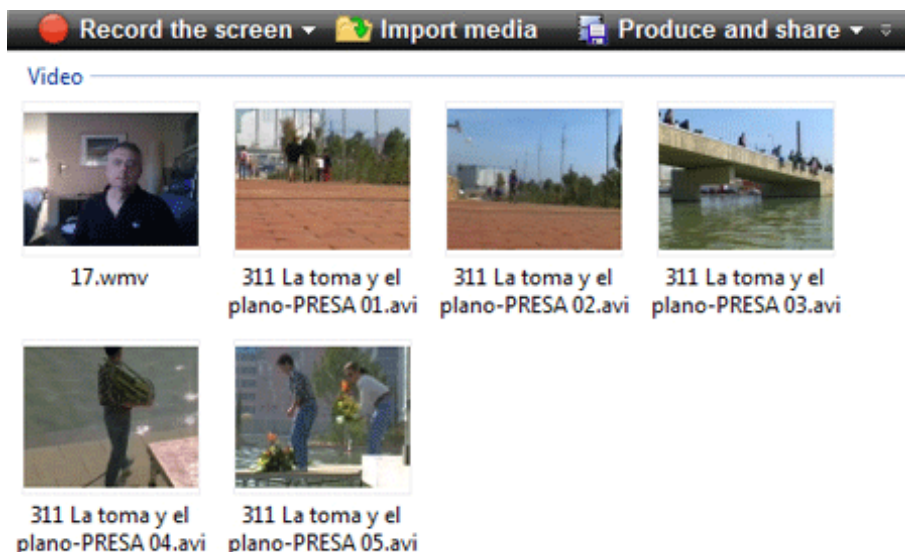 Record the screen Import media Produce and share
Video
17.wmv
311 La toma y el
plano-PRESA 01.avi
311 La toma y el
plano-PRESA 02.avi
311 La toma y el
plano-PRESA 03.avi
311 La toma y el
plano-PRESA 04.avi
311 La toma y el
plano-PRESA 05.avi